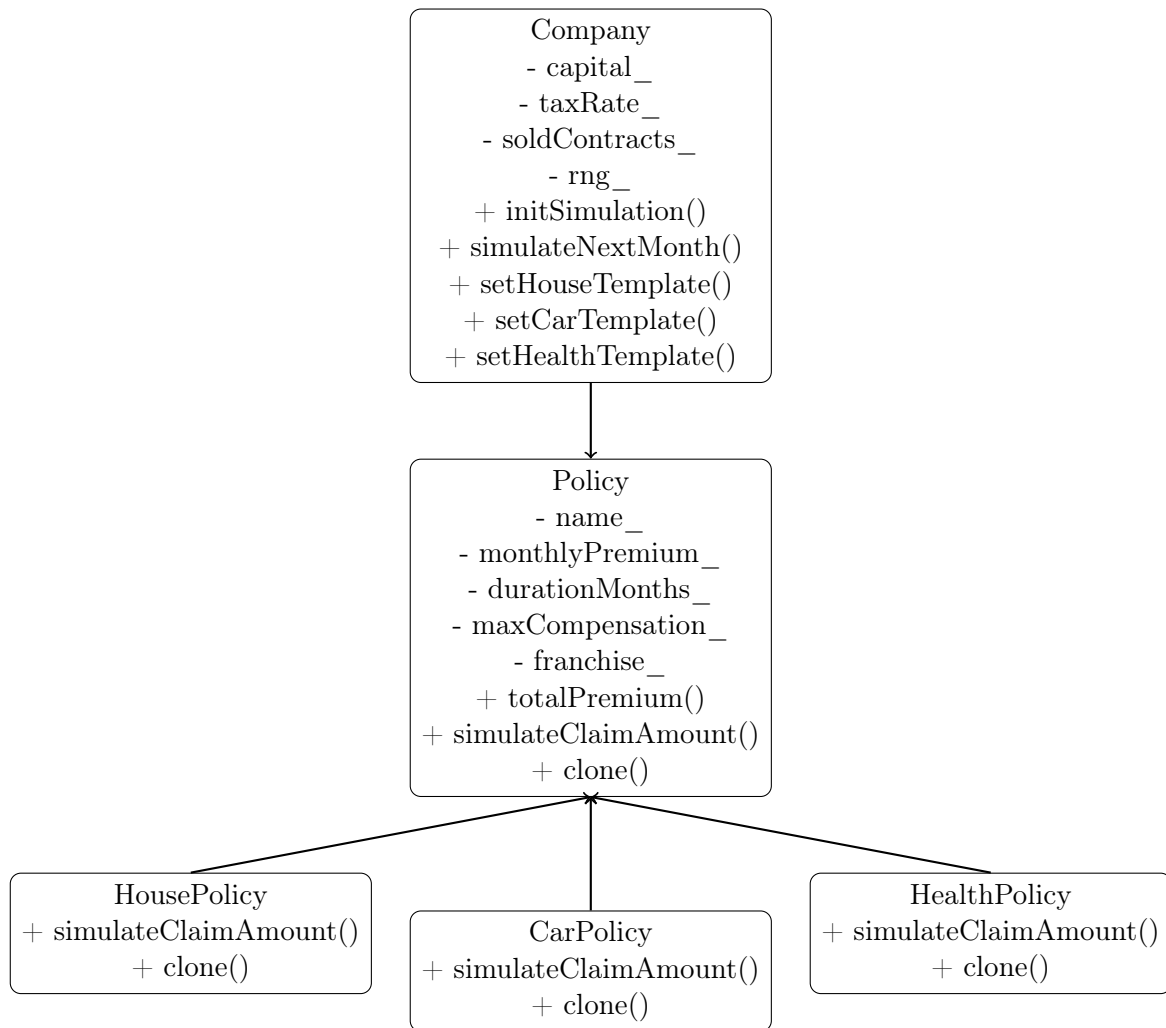 Company
- capital_
- taxRate_
- soldContracts_
- rng_
+ initSimulation()
+ simulateNextMonth()
+ setHouseTemplate()
+ setCarTemplate()
+ setHealthTemplate()
Policy
- name_
- monthlyPremium_
- durationMonths_
- maxCompensation_
- franchise_
+ totalPremium()
+ simulateClaimAmount()
+ clone()
HousePolicy
+ simulateClaimAmount()
+ clone()
CarPolicy
+ simulateClaimAmount()
+ clone()
HealthPolicy
+ simulateClaimAmount()
+ clone()